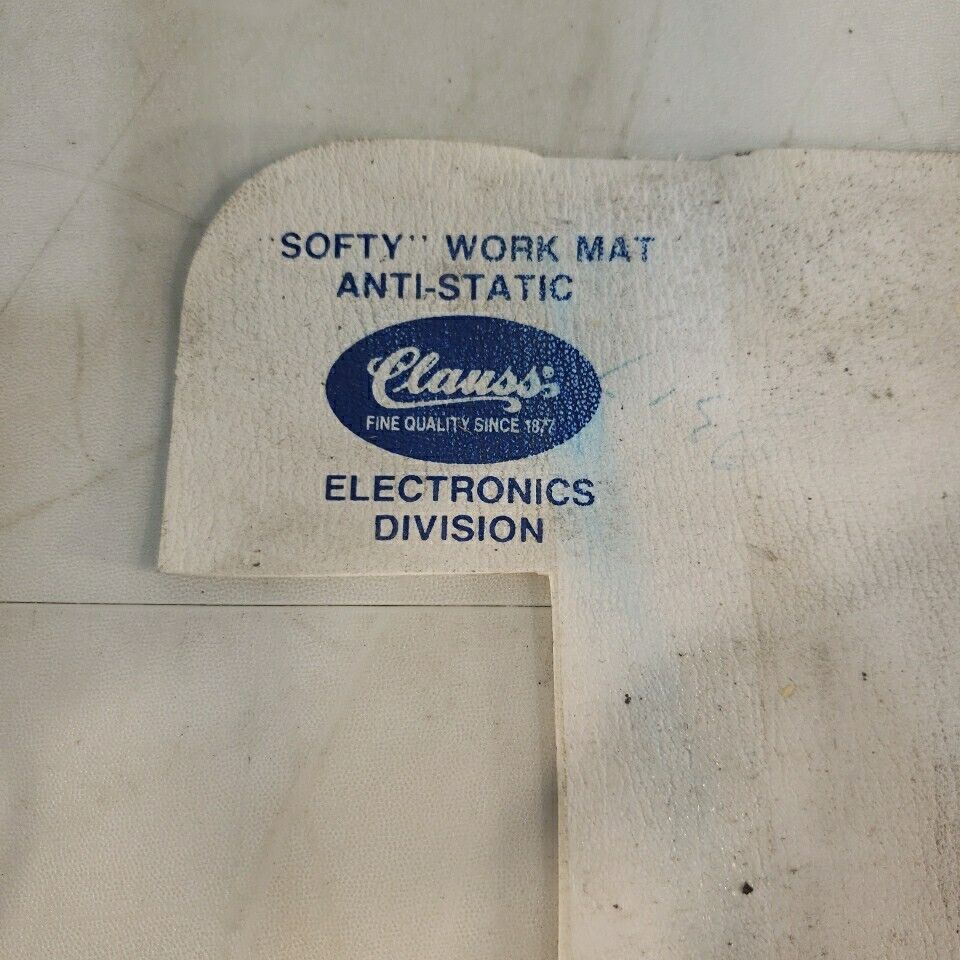 "SOFTY" WORK MAT
ANTI-STATIC
Clauss®
FINE QUALITY SINCE 1877
ELECTRONICS
DIVISION